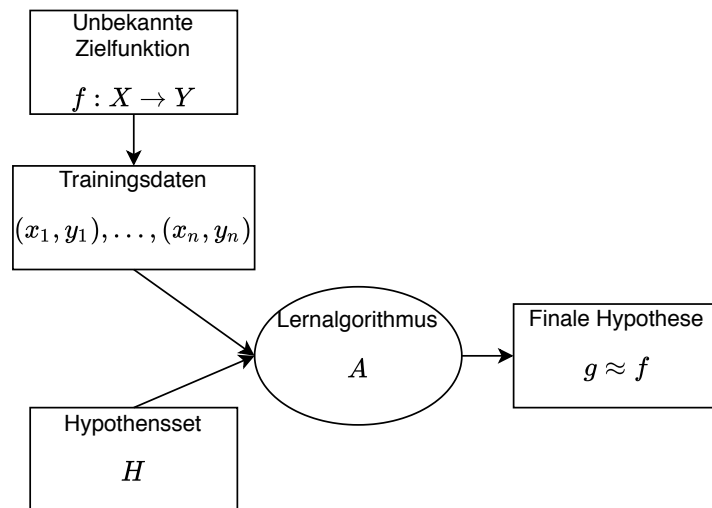 Unbekannte
Zielfunktion
f : X → Y
Trainingsdaten
(x₁, y₁), . . . , (xₙ, yₙ)
Lernalgorithmus
A
Finale Hypothese
g ≈ f
Hypothensset
H